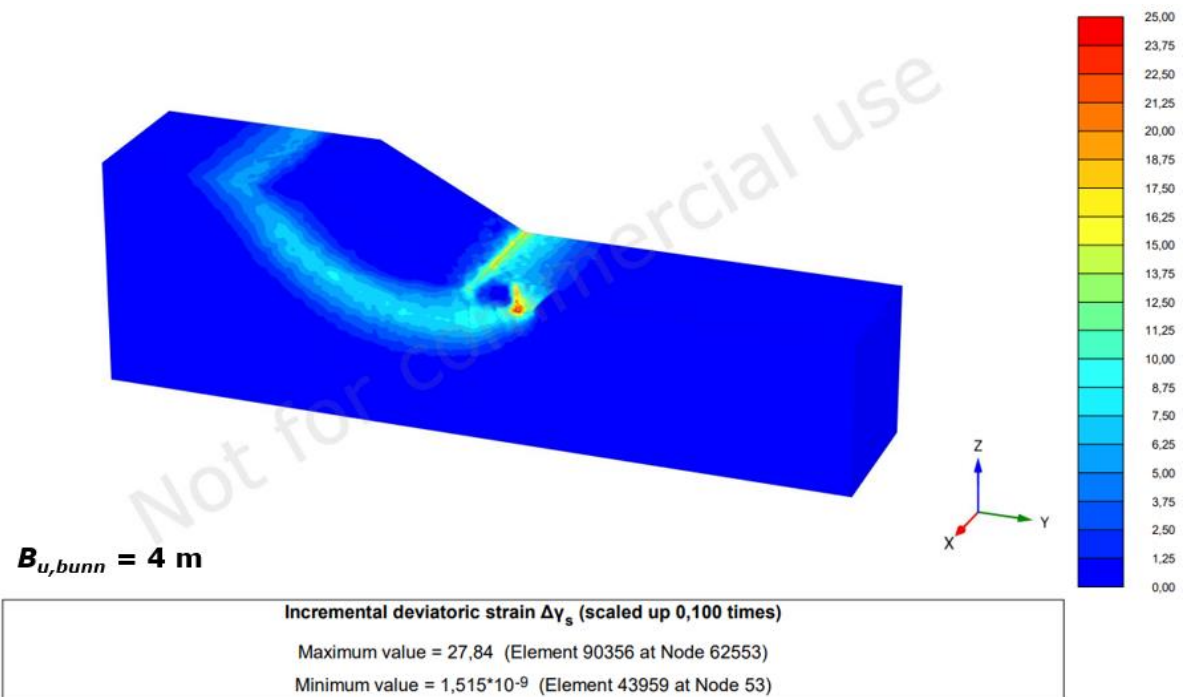 25,00
23,75
22,50
21,25
20,00
18,75
17,50
16,25
15,00
13,75
12,50
11,25
10,00
8,75
7,50
6,25
5,00
3,75
2,50
1,25
0,00
Not for commercial use
Z
Y
X
B_{u,bunn} = 4 m
Incremental deviatoric strain Δγ_s (scaled up 0,100 times)
Maximum value = 27,84 (Element 90356 at Node 62553)
Minimum value = 1,515*10^{-9} (Element 43959 at Node 53)